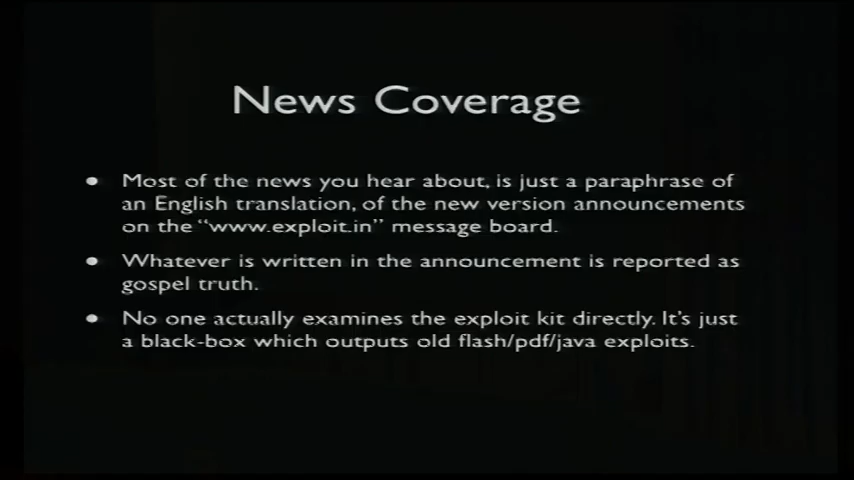 News Coverage
• Most of the news you hear about, is just a paraphrase of
an English translation, of the new version announcements
on the “www.exploit.in” message board.
• Whatever is written in the announcement is reported as
gospel truth.
• No one actually examines the exploit kit directly. It’s just
a black-box which outputs old flash/pdf/java exploits.